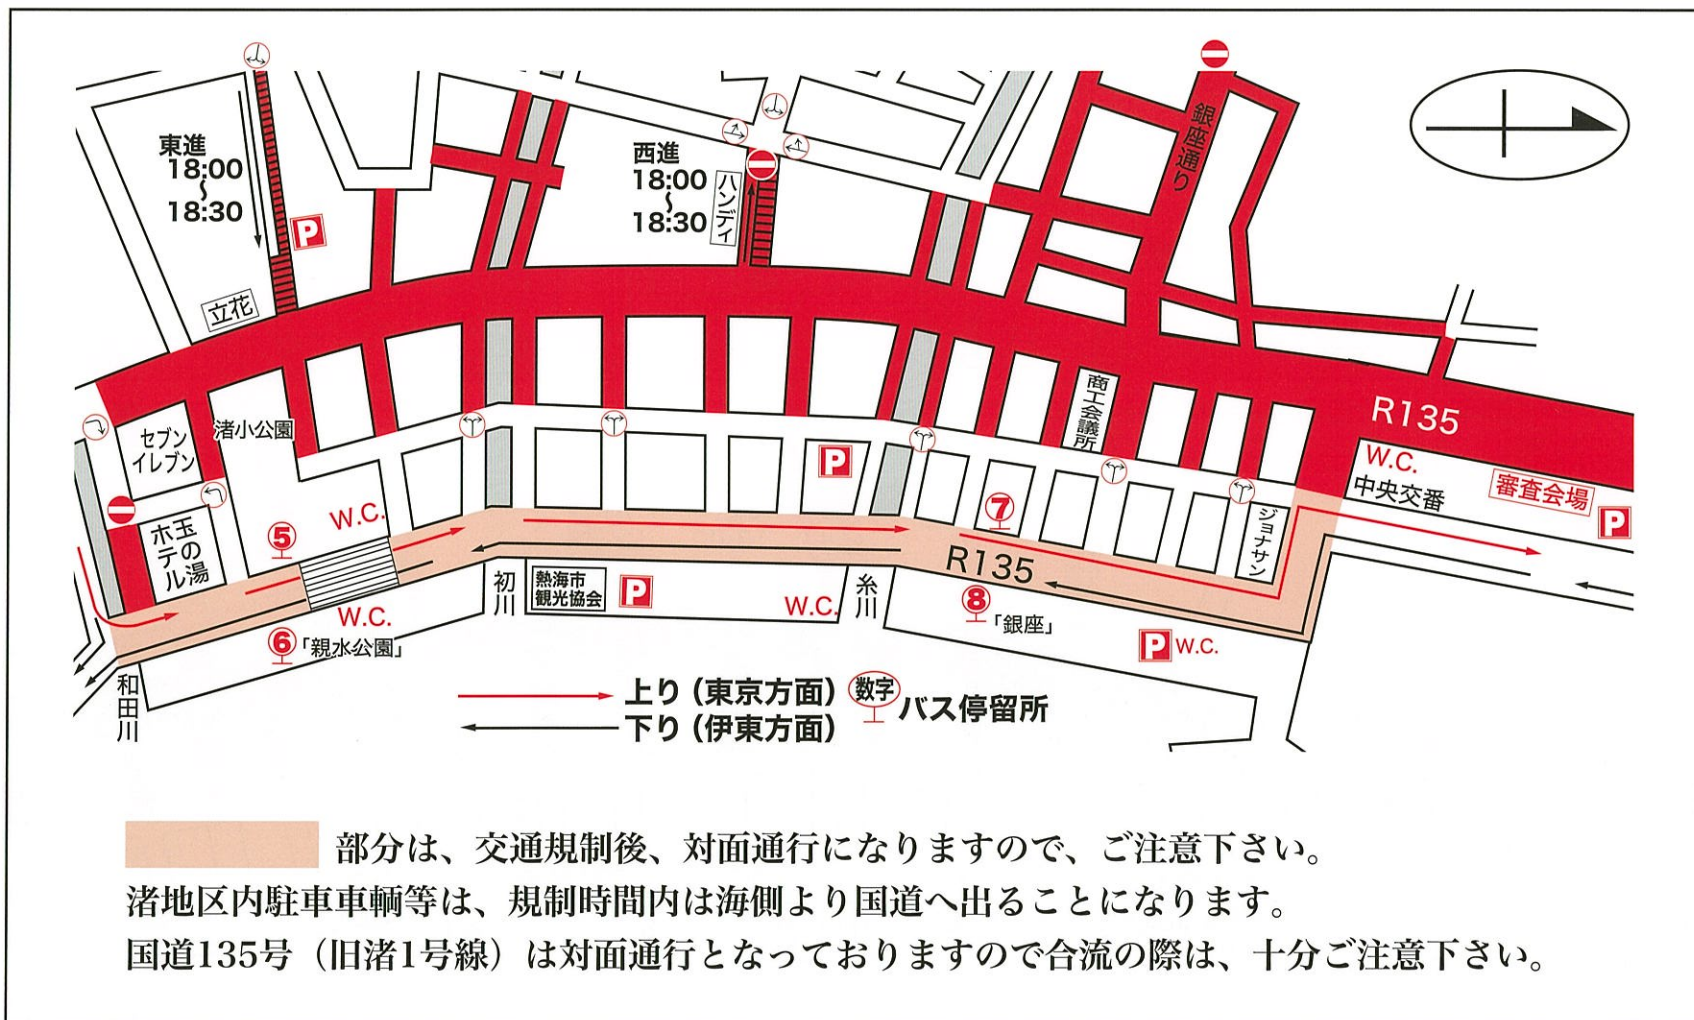 東進
18:00
〜
18:30
P
立花
西進
18:00
〜
18:30
ハンディ
銀座通り
R135
W.C.
中央交番
審査会場
P
セブン
イレブン
渚小公園
商工会議所
P
玉の湯
ホテル
5
W.C.
7
ジョナサン
R135
初川
熱海市
観光協会
P
W.C.
糸川
8
「銀座」
P W.C.
W.C.
6
「親水公園」
和田川
上り（東京方面）
数字
バス停留所
下り（伊東方面）
部分は、交通規制後、対面通行になりますので、ご注意下さい。
渚地区内駐車車輌等は、規制時間内は海側より国道へ出ることになります。
国道135号（旧渚1号線）は対面通行となっておりますので合流の際は、十分ご注意下さい。